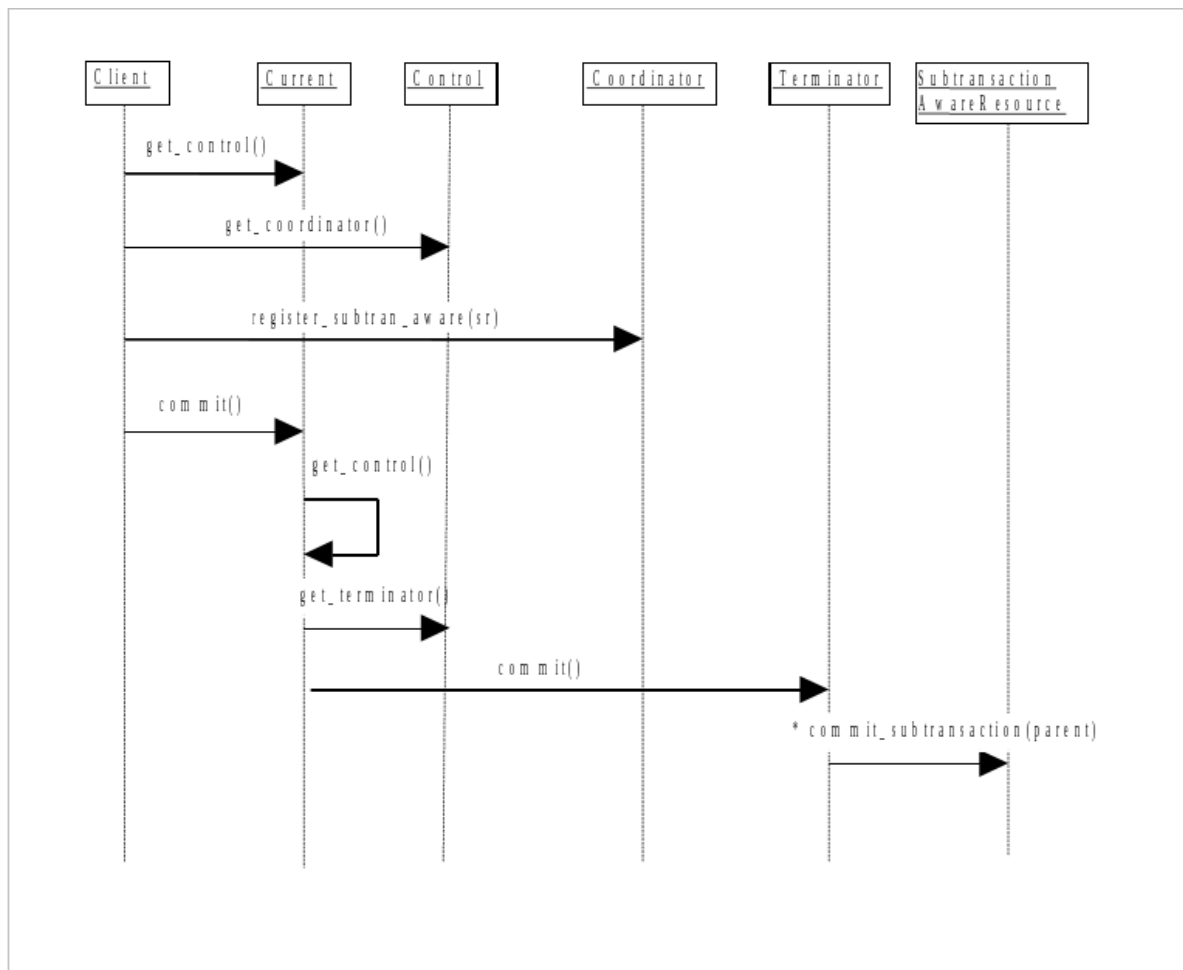 Client
Current
Control
Coordinator
Terminator
Subtransaction
AwareResource
get_control()
get_coordinator()
register_subtran_aware(sr)
commit()
get_control()
get_terminator()
commit()
* commit_subtransaction(parent)